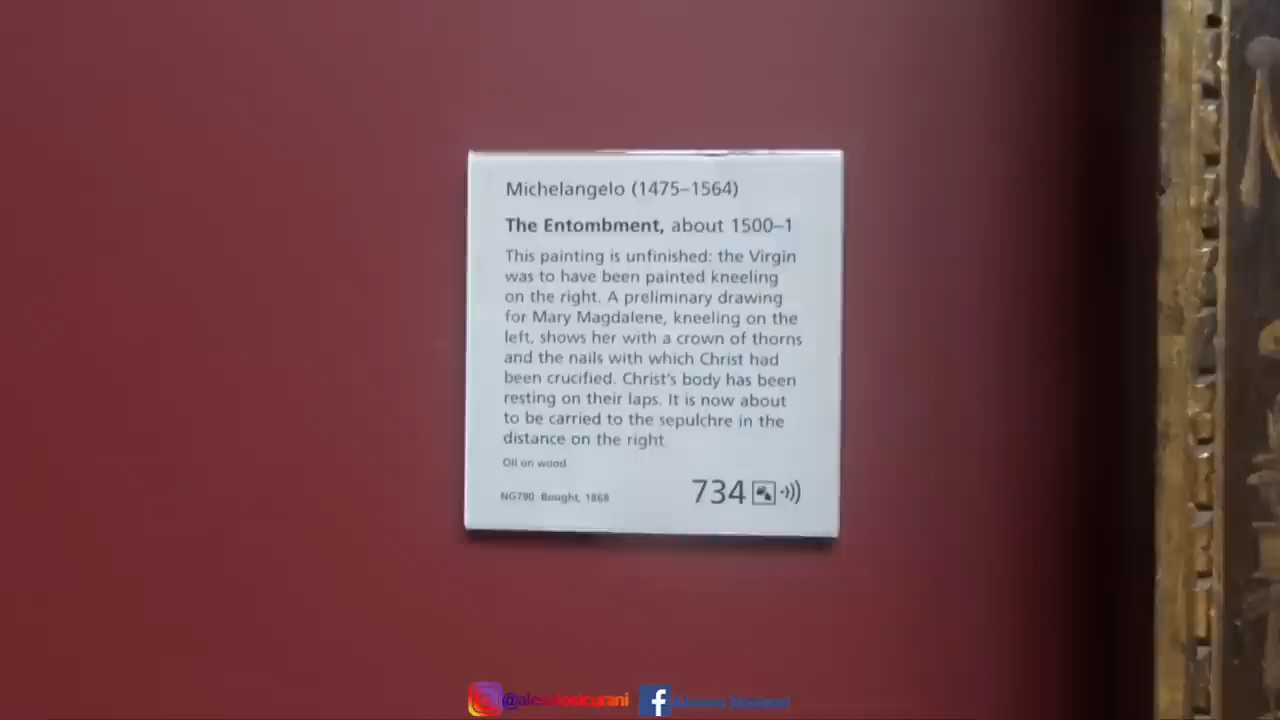 Michelangelo (1475–1564)
The Entombment, about 1500–1
This painting is unfinished: the Virgin
was to have been painted kneeling
on the right. A preliminary drawing
for Mary Magdalene, kneeling on the
left, shows her with a crown of thorns
and the nails with which Christ had
been crucified. Christ's body has been
resting on their laps. It is now about
to be carried to the sepulchre in the
distance on the right.
Oil on wood
NG790. Bought, 1868
734
@alessiosicurani